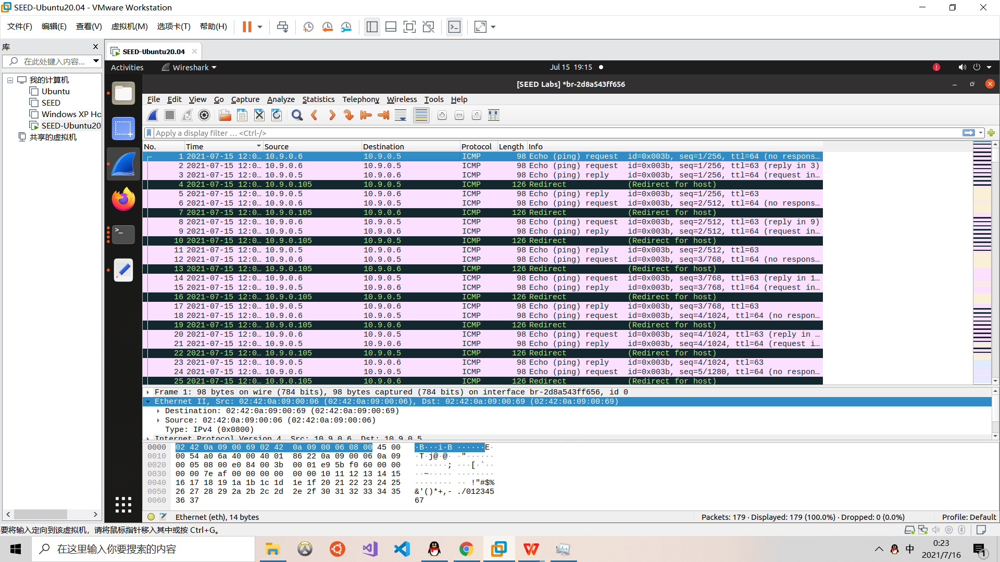 SEED-Ubuntu20.04 - VMware Workstation
文件(F) 编辑(E) 查看(V) 虚拟机(M) 选项卡(T) 帮助(H)
库
在此处键入内容...
我的计算机
Ubuntu
SEED
Windows XP Ho
SEED-Ubuntu20
共享的虚拟机
SEED-Ubuntu20.04
Activities Wireshark Jul 15 19:15
[SEED Labs] *br-2d8a543ff656
File Edit View Go Capture Analyze Statistics Telephony Wireless Tools Help
Apply a display filter … <Ctrl-/>
No. Time Source Destination Protocol Length Info
1 2021-07-15 12:0… 10.9.0.6 10.9.0.5 ICMP 98 Echo (ping) request id=0x003b, seq=1/256, ttl=64 (no respons…
2 2021-07-15 12:0… 10.9.0.6 10.9.0.5 ICMP 98 Echo (ping) request id=0x003b, seq=1/256, ttl=63 (reply in 3)
3 2021-07-15 12:0… 10.9.0.5 10.9.0.6 ICMP 98 Echo (ping) reply id=0x003b, seq=1/256, ttl=64 (request in…
4 2021-07-15 12:0… 10.9.0.105 10.9.0.5 ICMP 126 Redirect (Redirect for host)
5 2021-07-15 12:0… 10.9.0.5 10.9.0.6 ICMP 98 Echo (ping) reply id=0x003b, seq=1/256, ttl=63
6 2021-07-15 12:0… 10.9.0.6 10.9.0.5 ICMP 98 Echo (ping) request id=0x003b, seq=2/512, ttl=64 (no respons…
7 2021-07-15 12:0… 10.9.0.105 10.9.0.6 ICMP 126 Redirect (Redirect for host)
8 2021-07-15 12:0… 10.9.0.6 10.9.0.5 ICMP 98 Echo (ping) request id=0x003b, seq=2/512, ttl=63 (reply in 9)
9 2021-07-15 12:0… 10.9.0.5 10.9.0.6 ICMP 98 Echo (ping) reply id=0x003b, seq=2/512, ttl=64 (request in…
10 2021-07-15 12:0… 10.9.0.105 10.9.0.5 ICMP 126 Redirect (Redirect for host)
11 2021-07-15 12:0… 10.9.0.5 10.9.0.6 ICMP 98 Echo (ping) reply id=0x003b, seq=2/512, ttl=63
12 2021-07-15 12:0… 10.9.0.6 10.9.0.5 ICMP 98 Echo (ping) request id=0x003b, seq=3/768, ttl=64 (no respons…
13 2021-07-15 12:0… 10.9.0.105 10.9.0.6 ICMP 126 Redirect (Redirect for host)
14 2021-07-15 12:0… 10.9.0.6 10.9.0.5 ICMP 98 Echo (ping) request id=0x003b, seq=3/768, ttl=63 (reply in 1…
15 2021-07-15 12:0… 10.9.0.5 10.9.0.6 ICMP 98 Echo (ping) reply id=0x003b, seq=3/768, ttl=64 (request in…
16 2021-07-15 12:0… 10.9.0.105 10.9.0.5 ICMP 126 Redirect (Redirect for host)
17 2021-07-15 12:0… 10.9.0.5 10.9.0.6 ICMP 98 Echo (ping) reply id=0x003b, seq=3/768, ttl=63
18 2021-07-15 12:0… 10.9.0.6 10.9.0.5 ICMP 98 Echo (ping) request id=0x003b, seq=4/1024, ttl=64 (no respon…
19 2021-07-15 12:0… 10.9.0.105 10.9.0.6 ICMP 126 Redirect (Redirect for host)
20 2021-07-15 12:0… 10.9.0.6 10.9.0.5 ICMP 98 Echo (ping) request id=0x003b, seq=4/1024, ttl=63 (reply in …
21 2021-07-15 12:0… 10.9.0.5 10.9.0.6 ICMP 98 Echo (ping) reply id=0x003b, seq=4/1024, ttl=64 (request i…
22 2021-07-15 12:0… 10.9.0.105 10.9.0.5 ICMP 126 Redirect (Redirect for host)
23 2021-07-15 12:0… 10.9.0.5 10.9.0.6 ICMP 98 Echo (ping) reply id=0x003b, seq=4/1024, ttl=63
24 2021-07-15 12:0… 10.9.0.6 10.9.0.5 ICMP 98 Echo (ping) request id=0x003b, seq=5/1280, ttl=64 (no respon…
25 2021-07-15 12:0… 10.9.0.105 10.9.0.6 ICMP 126 Redirect (Redirect for host)
Frame 1: 98 bytes on wire (784 bits), 98 bytes captured (784 bits) on interface br-2d8a543ff656, id 0
Ethernet II, Src: 02:42:0a:09:00:06 (02:42:0a:09:00:06), Dst: 02:42:0a:09:00:69 (02:42:0a:09:00:69)
Destination: 02:42:0a:09:00:69 (02:42:0a:09:00:69)
Source: 02:42:0a:09:00:06 (02:42:0a:09:00:06)
Type: IPv4 (0x0800)
Internet Protocol Version 4, Src: 10.9.0.6, Dst: 10.9.0.5
0000 02 42 0a 09 00 69 02 42 0a 09 00 06 08 00 45 00 ·B···i·B ······E·
0010 00 54 a0 6a 40 00 40 01 86 22 0a 09 00 06 0a 09 ·T·j@·@· ·"······
0020 00 05 08 00 e0 84 00 3b 00 01 e9 5b f0 60 00 00 ·······; ···[·`··
0030 00 00 7e af 00 00 00 00 00 00 10 11 12 13 14 15 ··~····· ········
0040 16 17 18 19 1a 1b 1c 1d 1e 1f 20 21 22 23 24 25 ········ ·· !"#$%
0050 26 27 28 29 2a 2b 2c 2d 2e 2f 30 31 32 33 34 35 &'()*+,- ./012345
0060 36 37 67
Ethernet (eth), 14 bytes Packets: 179 · Displayed: 179 (100.0%) · Dropped: 0 (0.0%) Profile: Default
要将输入定向到该虚拟机，请将鼠标指针移入其中或按 Ctrl+G。
在这里输入你要搜索的内容
中
0:23
2021/7/16
1